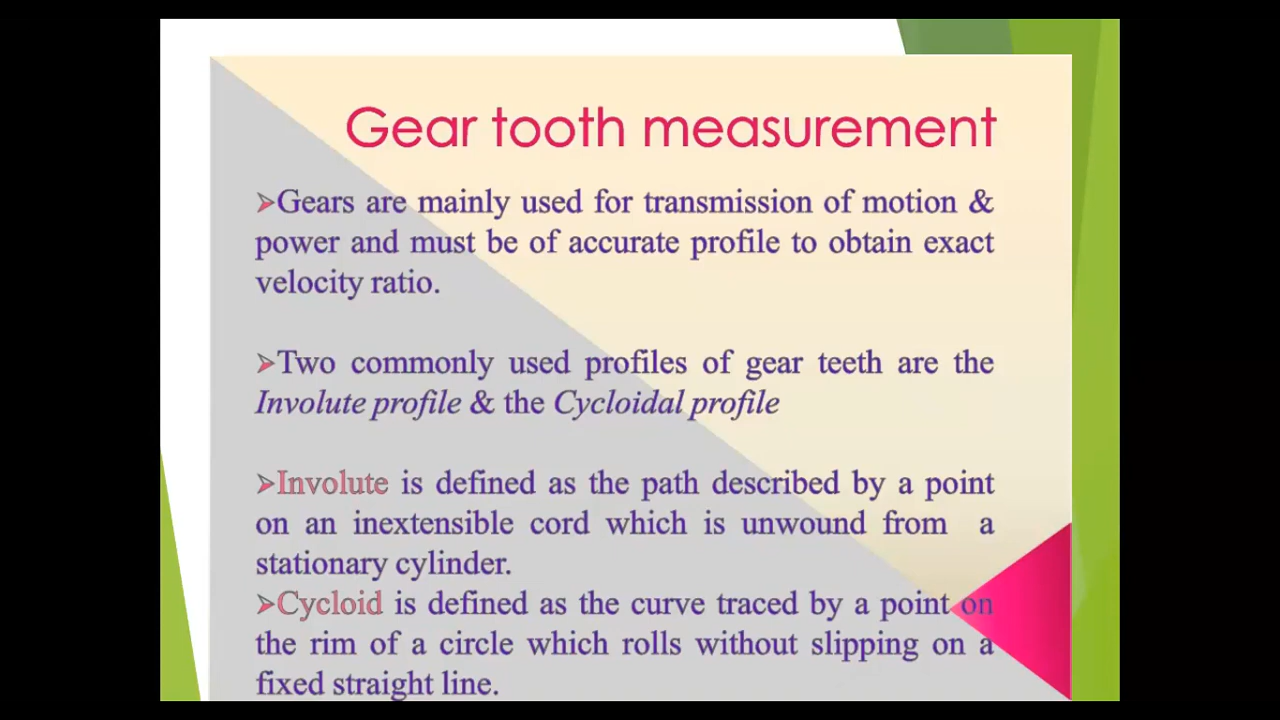 Gear tooth measurement
➢Gears are mainly used for transmission of motion &
power and must be of accurate profile to obtain exact
velocity ratio.
➢Two commonly used profiles of gear teeth are the
Involute profile & the Cycloidal profile
➢Involute is defined as the path described by a point
on an inextensible cord which is unwound from a
stationary cylinder.
➢Cycloid is defined as the curve traced by a point on
the rim of a circle which rolls without slipping on a
fixed straight line.